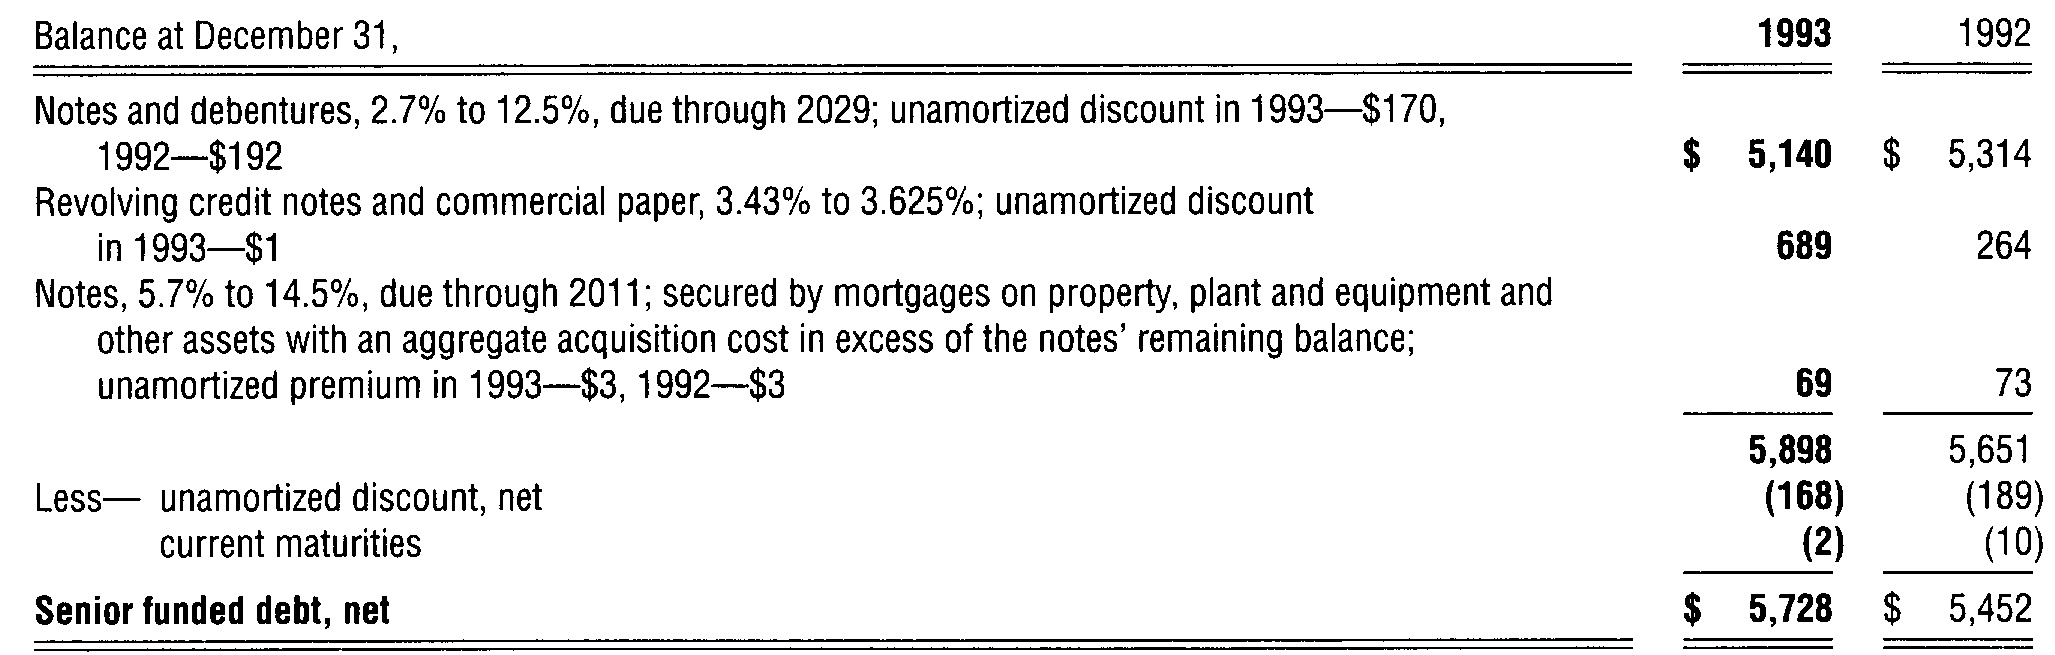 Balance at December 31, 1993 1992
Notes and debentures, 2.7% to 12.5%, due through 2029; unamortized discount in 1993—$170,
1992—$192 $ 5,140 $ 5,314
Revolving credit notes and commercial paper, 3.43% to 3.625%; unamortized discount
in 1993—$1 689 264
Notes, 5.7% to 14.5%, due through 2011; secured by mortgages on property, plant and equipment and
other assets with an aggregate acquisition cost in excess of the notes’ remaining balance;
unamortized premium in 1993—$3, 1992—$3 69 73
5,898 5,651
Less— unamortized discount, net (168) (189)
current maturities (2) (10)
Senior funded debt, net $ 5,728 $ 5,452